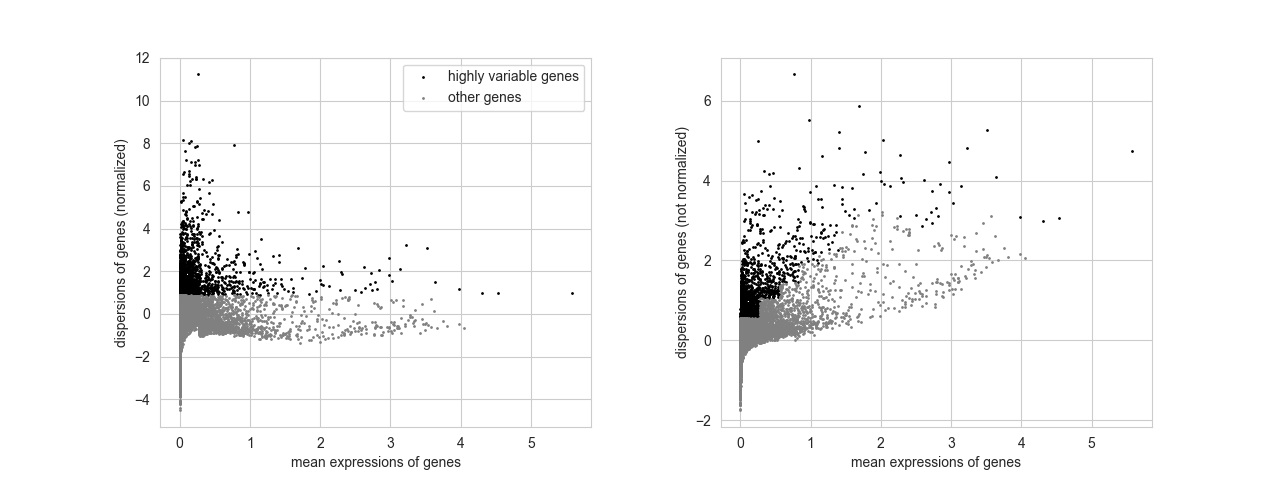 12
10
8
6
4
2
0
−2
−4
dispersions of genes (normalized)
highly variable genes
other genes
0 1 2 3 4 5
mean expressions of genes
6
4
2
0
−2
dispersions of genes (not normalized)
0 1 2 3 4 5
mean expressions of genes